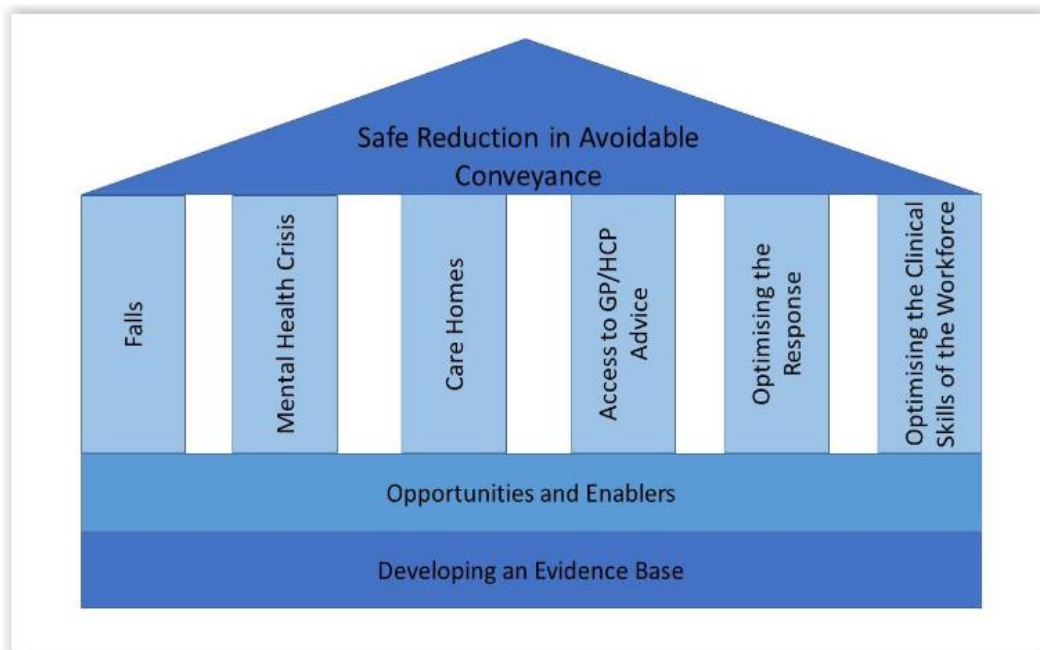 Safe Reduction in Avoidable
Conveyance
Falls
Mental Health Crisis
Care Homes
Access to GP/HCP
Advice
Optimising the
Response
Optimising the Clinical
Skills of the Workforce
Opportunities and Enablers
Developing an Evidence Base